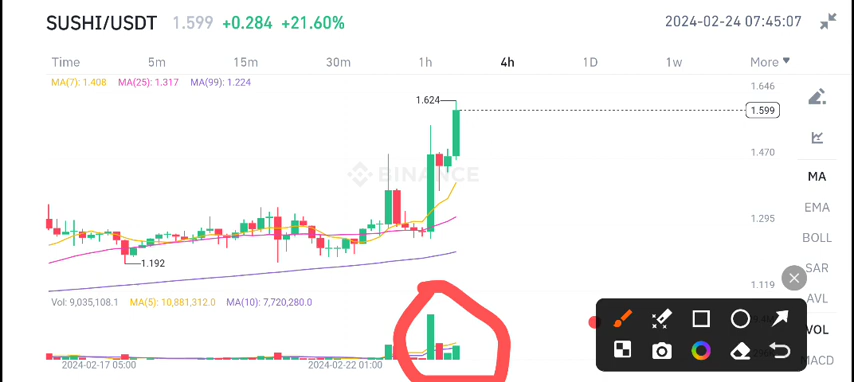 SUSHI/USDT 1.599 +0.284 +21.60% 2024-02-24 07:45:07
Time 5m 15m 30m 1h 4h 1D 1w More
MA(7): 1.408 MA(25): 1.317 MA(99): 1.224
1.646
1.624
1.599
1.470
BINANCE
MA
EMA
1.295
BOLL
1.192
SAR
1.119
AVL
Vol: 9,035,108.1 MA(5): 10,881,312.0 MA(10): 7,720,280.0
VOL
MACD
2024-02-17 05:00 2024-02-22 01:00